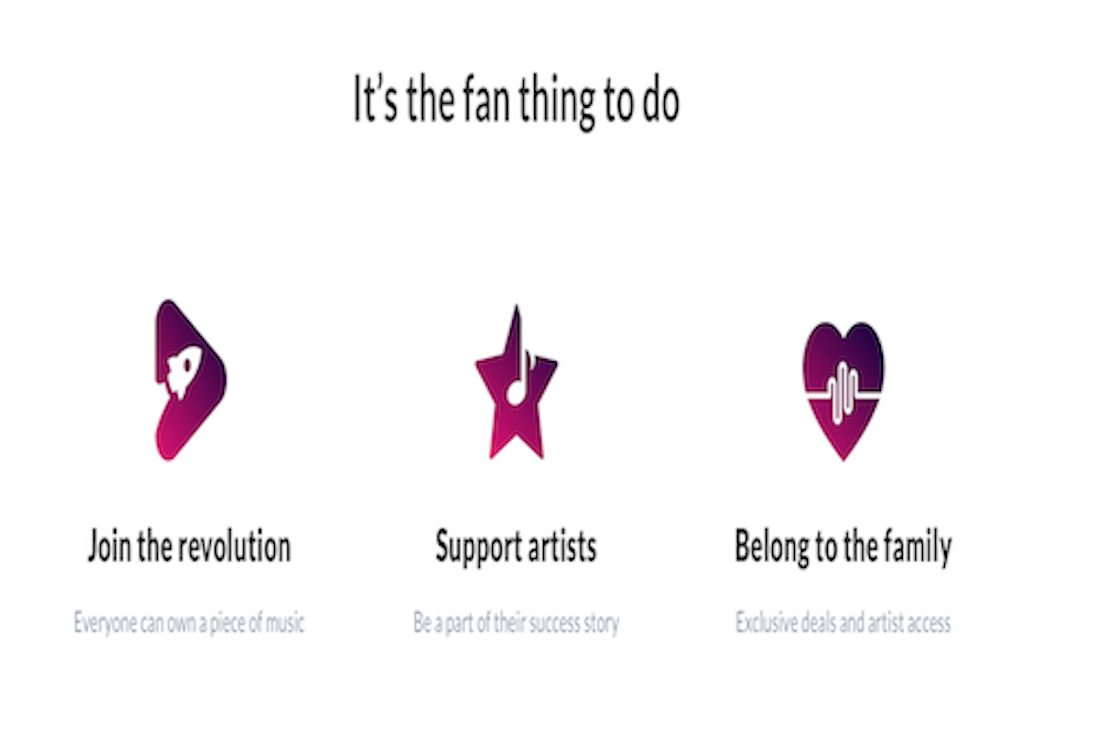 It’s the fan thing to do
Join the revolution
Support artists
Belong to the family
Everyone can own a piece of music
Be a part of their success story
Exclusive deals and artist access